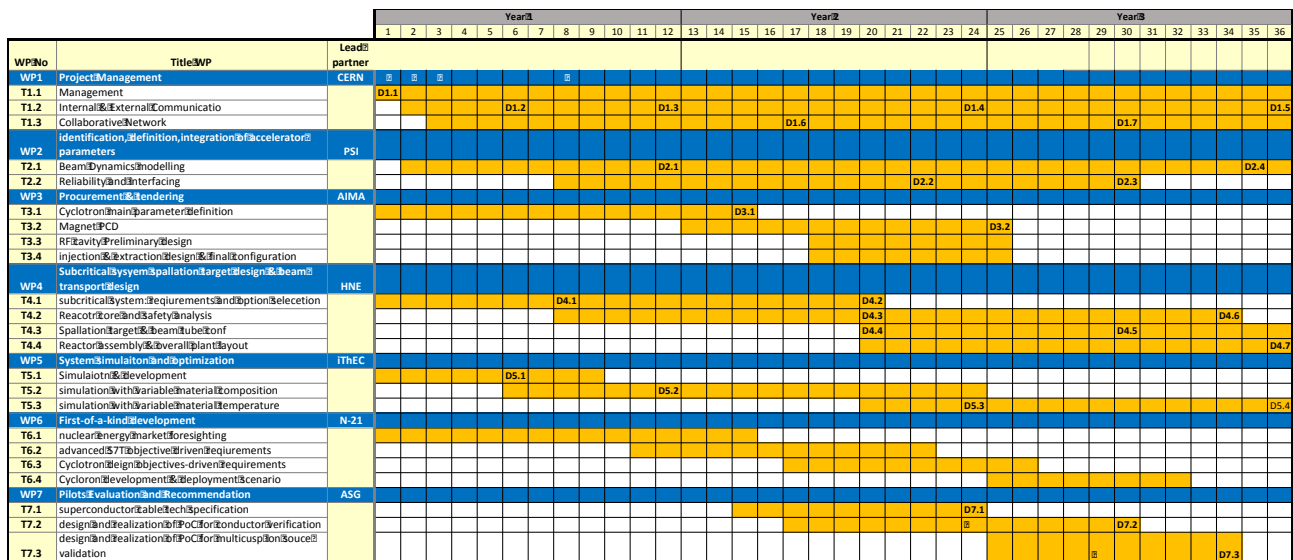 Year 1 Year 2 Year 3
1 2 3 4 5 6 7 8 9 10 11 12 13 14 15 16 17 18 19 20 21 22 23 24 25 26 27 28 29 30 31 32 33 34 35 36
WP No Title WP Lead partner
WP1 Project Management CERN
T1.1 Management D1.1
T1.2 Internal & External Communicatio D1.2 D1.3 D1.4 D1.5
T1.3 Collaborative Network D1.6 D1.7
identification, definition,integration of accelerator
WP2 parameters PSI
T2.1 Beam Dynamics modelling D2.1 D2.4
T2.2 Reliability and interfacing D2.2 D2.3
WP3 Procurement & tendering AIMA
T3.1 Cyclotron main parameter definition D3.1
T3.2 Magnet PCD D3.2
T3.3 RF cavity Preliminary design
T3.4 injection & extraction design & final configuration
Subcritical sysyem spallation target design & beam
WP4 transport design HNE
T4.1 subcritical system: reqiurements and option selecetion D4.1 D4.2
T4.2 Reacotr core and safety analysis D4.3 D4.6
T4.3 Spallation target & beam tube conf D4.4 D4.5
T4.4 Reactor assembly & overall plant layout D4.7
WP5 System simulaiton and optimization iThEC
T5.1 Simulaiotn & development D5.1
T5.2 simulation with variable material composition D5.2
T5.3 simulation with variable material temperature D5.3 D5.4
WP6 First-of-a-kind development N-21
T6.1 nuclear energy market foresighting
T6.2 advanced S7T objective driven reqiurements
T6.3 Cyclotron deign objectives-driven requirements
T6.4 Cycloron development & deployment scenario
WP7 Pilots Evaluation and Recommendation ASG
T7.1 superconductor cable tech specification D7.1
T7.2 design and realization of PoC for conductor verification D7.2
design and realization of PoC for multicusp ion souce
T7.3 validation D7.3